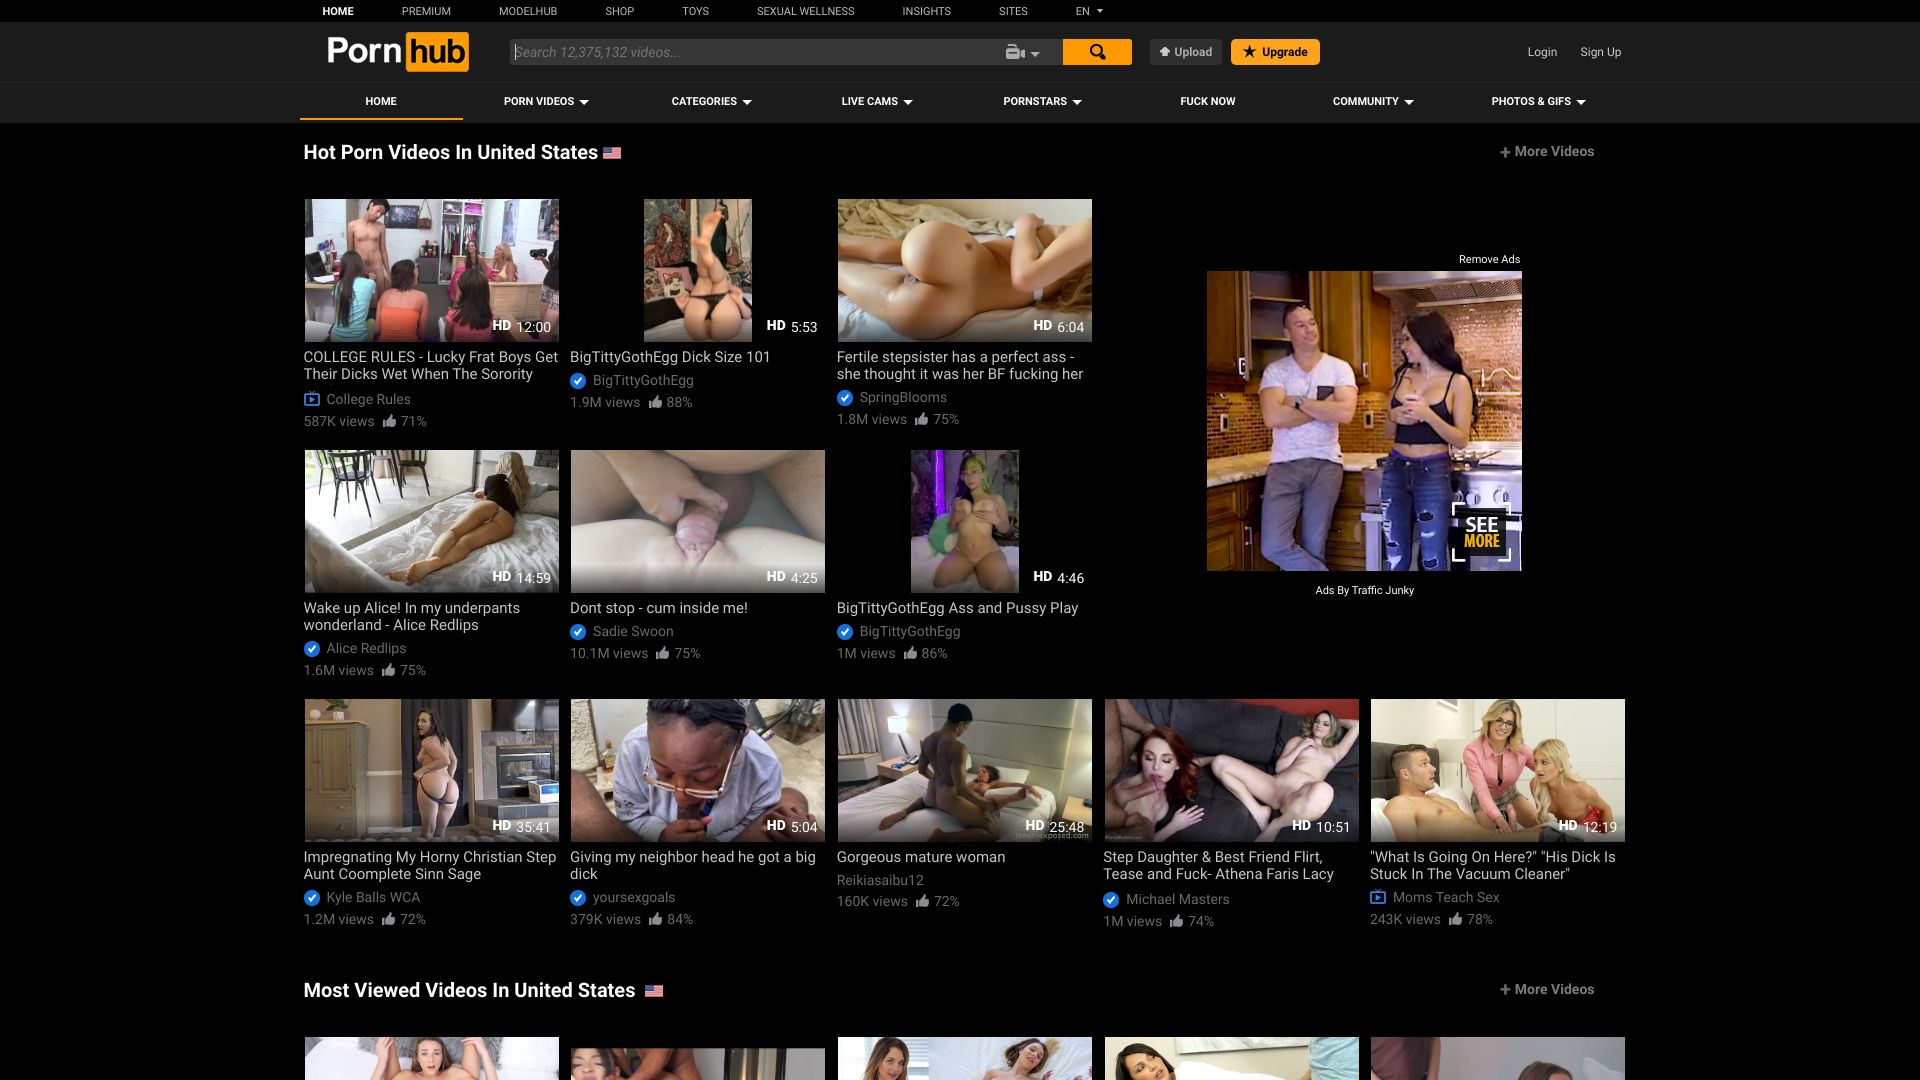 HOME PREMIUM MODELHUB SHOP TOYS SEXUAL WELLNESS INSIGHTS SITES EN
Porn hub
Search 12,375,132 videos...
Upload
Upgrade
Login Sign Up
HOME PORN VIDEOS CATEGORIES LIVE CAMS PORNSTARS FUCK NOW COMMUNITY PHOTOS & GIFS
Hot Porn Videos In United States
+ More Videos
HD 12:00
COLLEGE RULES - Lucky Frat Boys Get
Their Dicks Wet When The Sorority
College Rules
587K views 71%
HD 5:53
BigTittyGothEgg Dick Size 101
BigTittyGothEgg
1.9M views 88%
HD 6:04
Fertile stepsister has a perfect ass -
she thought it was her BF fucking her
SpringBlooms
1.8M views 75%
Remove Ads
SEE
MORE
Ads By Traffic Junky
HD 14:59
Wake up Alice! In my underpants
wonderland - Alice Redlips
Alice Redlips
1.6M views 75%
HD 4:25
Dont stop - cum inside me!
Sadie Swoon
10.1M views 75%
HD 4:46
BigTittyGothEgg Ass and Pussy Play
BigTittyGothEgg
1M views 86%
HD 35:41
Impregnating My Horny Christian Step
Aunt Coomplete Sinn Sage
Kyle Balls WCA
1.2M views 72%
HD 5:04
Giving my neighbor head he got a big
dick
yoursexgoals
379K views 84%
HD 25:48
Gorgeous mature woman
Reikiasaibu12
160K views 72%
HD 10:51
Step Daughter & Best Friend Flirt,
Tease and Fuck- Athena Faris Lacy
Michael Masters
1M views 74%
HD 12:19
"What Is Going On Here?" "His Dick Is
Stuck In The Vacuum Cleaner"
Moms Teach Sex
243K views 78%
Most Viewed Videos In United States
+ More Videos